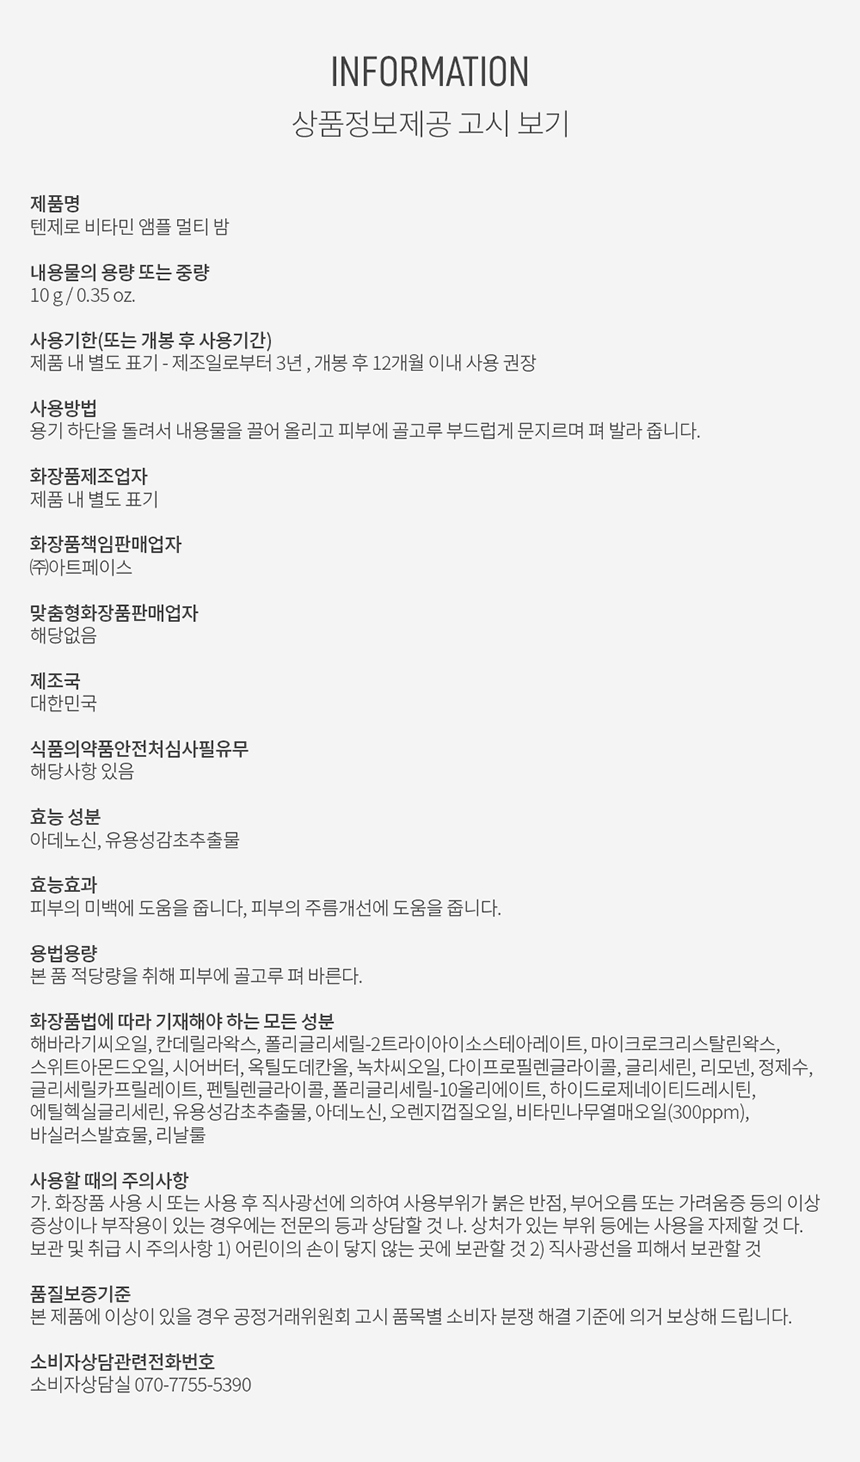 INFORMATION
상품정보제공 고시 보기
제품명
텐제로 비타민 앰플 멀티 밤
내용물의 용량 또는 중량
10 g / 0.35 oz.
사용기한(또는 개봉 후 사용기간)
제품 내 별도 표기 - 제조일로부터 3년 , 개봉 후 12개월 이내 사용 권장
사용방법
용기 하단을 돌려서 내용물을 끌어 올리고 피부에 골고루 부드럽게 문지르며 펴 발라 줍니다.
화장품제조업자
제품 내 별도 표기
화장품책임판매업자
㈜아트페이스
맞춤형화장품판매업자
해당없음
제조국
대한민국
식품의약품안전처심사필유무
해당사항 있음
효능 성분
아데노신, 유용성감초추출물
효능효과
피부의 미백에 도움을 줍니다, 피부의 주름개선에 도움을 줍니다.
용법용량
본 품 적당량을 취해 피부에 골고루 펴 바른다.
화장품법에 따라 기재해야 하는 모든 성분
해바라기씨오일, 칸데릴라왁스, 폴리글리세릴-2트라이아이소스테아레이트, 마이크로크리스탈린왁스,
스위트아몬드오일, 시어버터, 옥틸도데칸올, 녹차씨오일, 다이프로필렌글라이콜, 글리세린, 리모넨, 정제수,
글리세릴카프릴레이트, 펜틸렌글라이콜, 폴리글리세릴-10올리에이트, 하이드로제네이티드레시틴,
에틸헥실글리세린, 유용성감초추출물, 아데노신, 오렌지껍질오일, 비타민나무열매오일(300ppm),
바실러스발효물, 리날룰
사용할 때의 주의사항
가. 화장품 사용 시 또는 사용 후 직사광선에 의하여 사용부위가 붉은 반점, 부어오름 또는 가려움증 등의 이상
증상이나 부작용이 있는 경우에는 전문의 등과 상담할 것 나. 상처가 있는 부위 등에는 사용을 자제할 것 다.
보관 및 취급 시 주의사항 1) 어린이의 손이 닿지 않는 곳에 보관할 것 2) 직사광선을 피해서 보관할 것
품질보증기준
본 제품에 이상이 있을 경우 공정거래위원회 고시 품목별 소비자 분쟁 해결 기준에 의거 보상해 드립니다.
소비자상담관련전화번호
소비자상담실 070-7755-5390